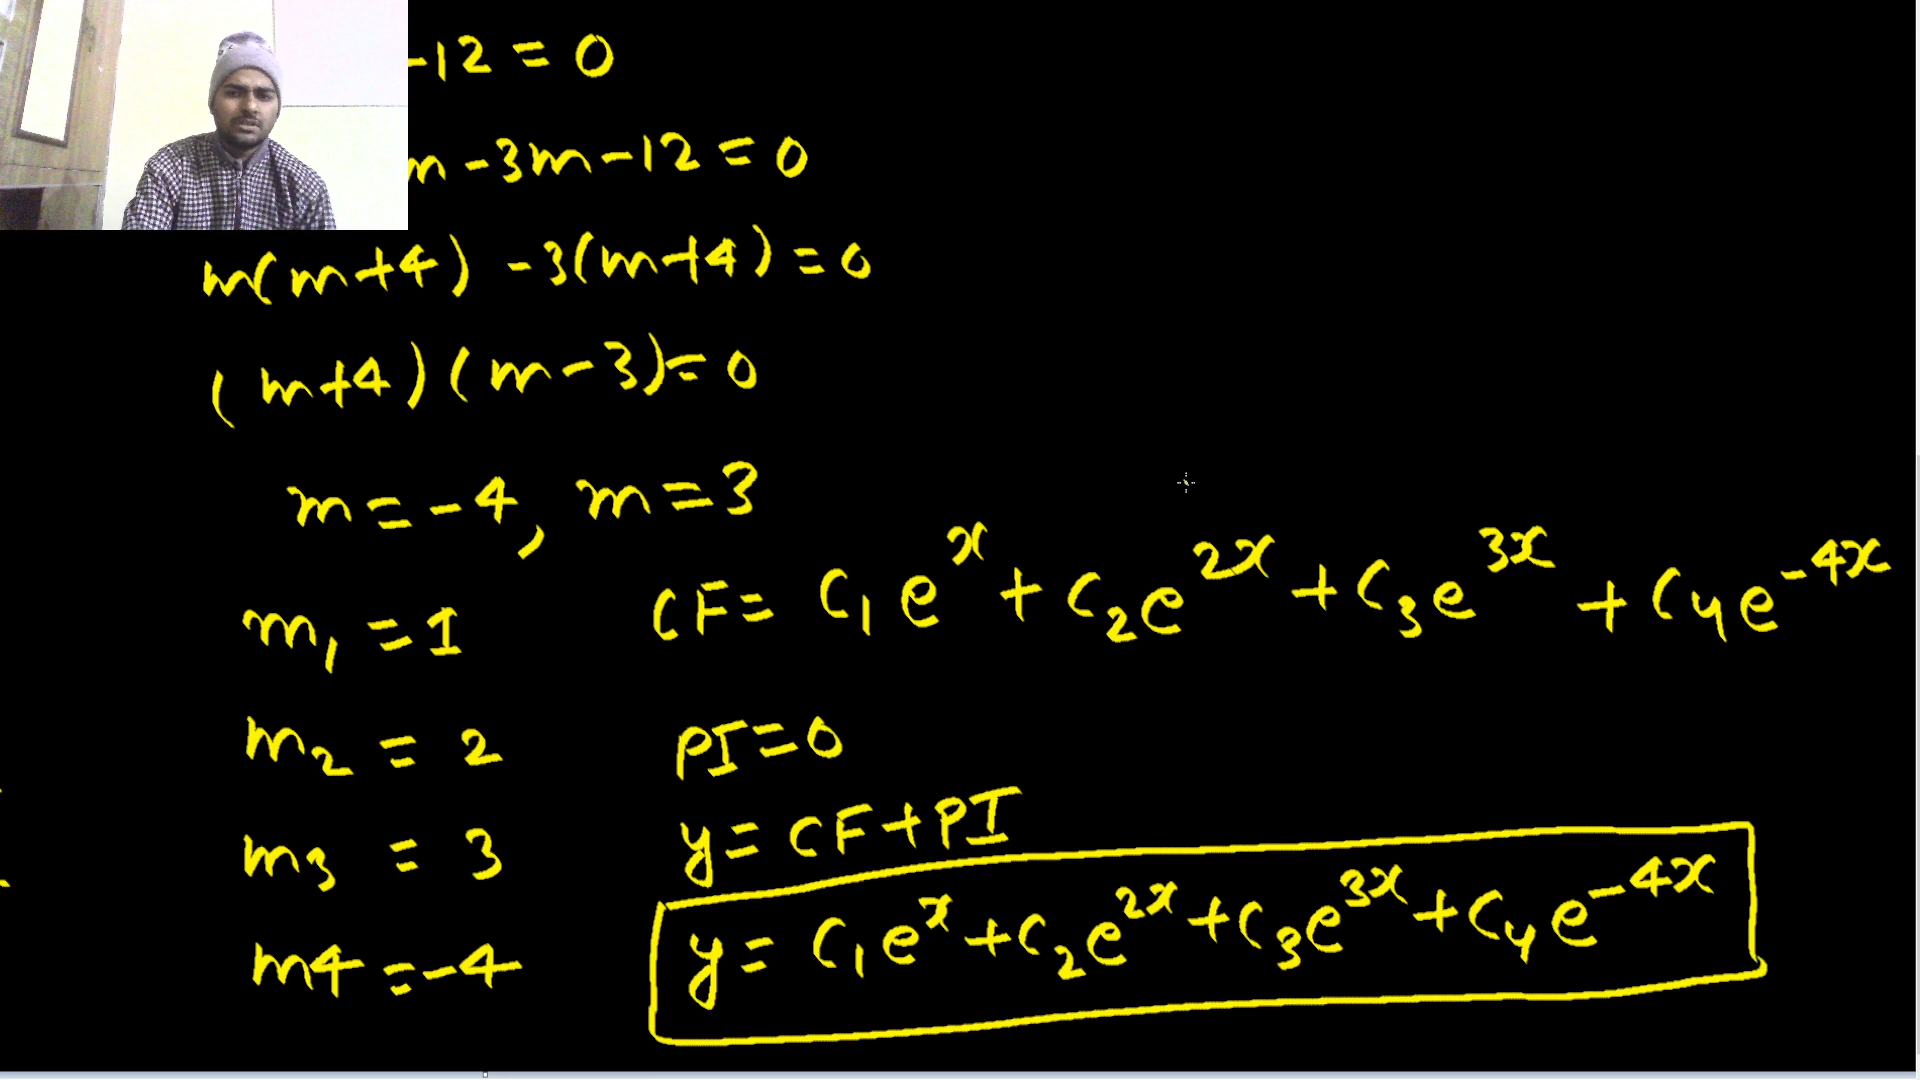 -12 = 0
m -3m -12 = 0
m(m+4) -3(m+4) = 0
(m+4)(m-3)=0
m = -4, m = 3
m₁ = 1
CF = C₁e^x + C₂e^2x + C₃e^3x + C₄e^-4x
m₂ = 2
PI = 0
y = CF + PI
m₃ = 3
y = C₁e^x + C₂e^2x + C₃e^3x + C₄e^-4x
m4 = -4